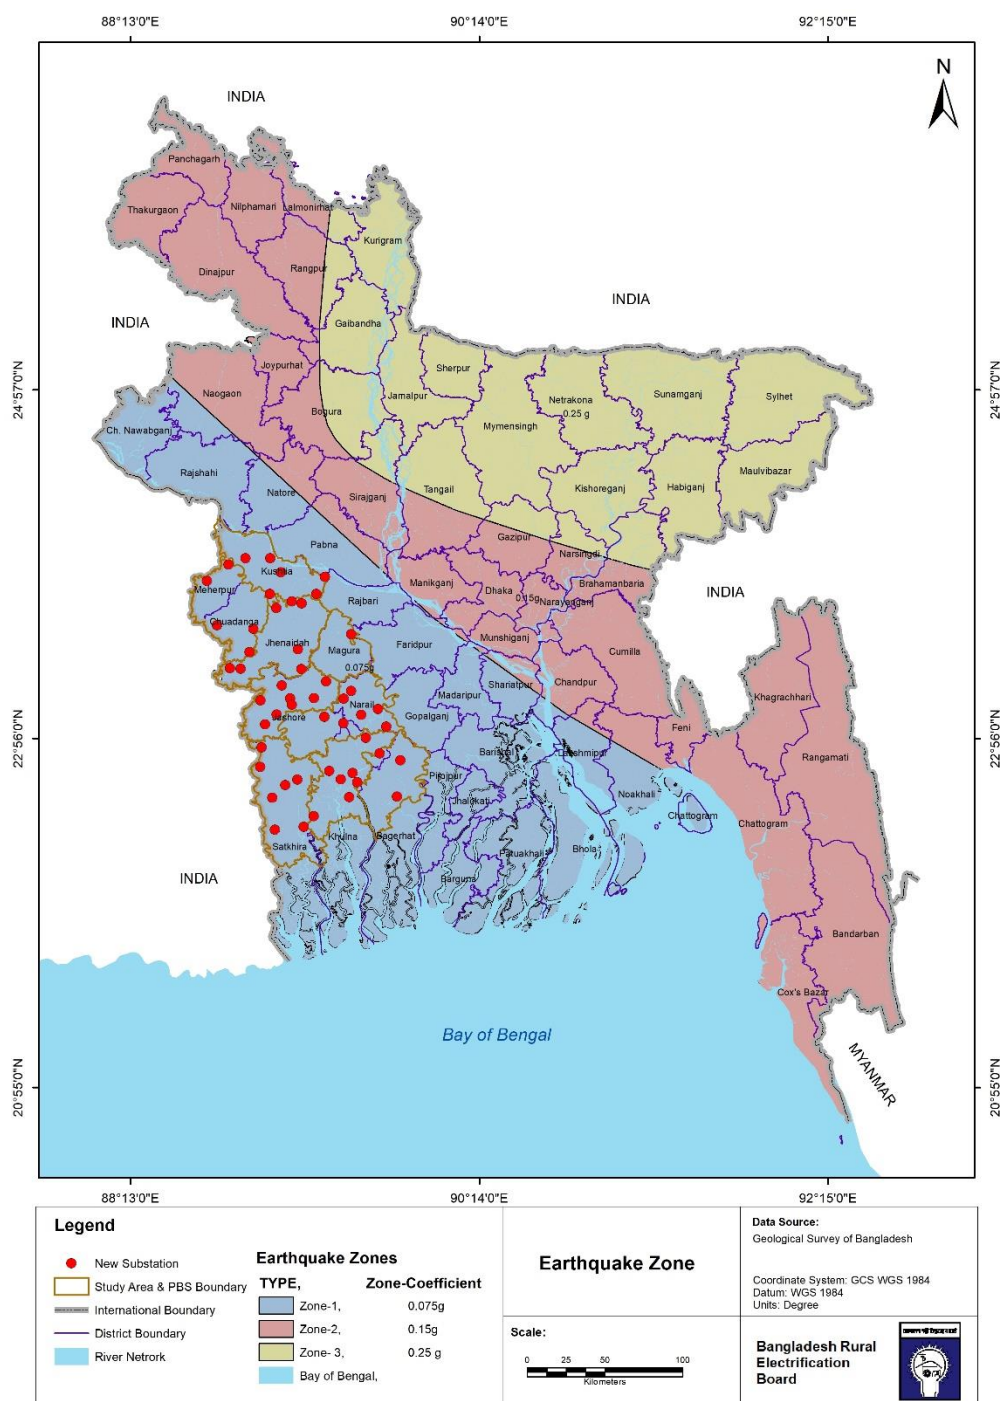 88°13'0"E
90°14'0"E
92°15'0"E
N
INDIA
Panchagarh
Thakurgaon
Nilphamari
Lalmonirhat
Kurigram
Dinajpur
Rangpur
INDIA
INDIA
Gaibandha
24°57'0"N
24°57'0"N
Joypurhat
Sherpur
Naogaon
Jamalpur
Netrakona
0.25 g
Sunamganj
Sylhet
Bogura
Mymensingh
Ch. Nawabganj
Rajshahi
Maulvibazar
Natore
Sirajganj
Tangail
Kishoreganj
Habiganj
Gazipur
Pabna
Narsingdi
Kushtia
Meherpur
Manikganj
Dhaka
0.15g
Brahamanbaria
Narayanganj
INDIA
Rajbari
Chuadanga
Jhenaidah
Magura
0.075g
Faridpur
Munshiganj
Cumilla
Shariatpur
Chandpur
Madaripur
Khagrachhari
Narail
Gopalganj
Jashore
Feni
22°56'0"N
22°56'0"N
Barishal
Lakshmipur
Rangamati
Pirojpur
Noakhali
Jhalokati
Chattogram
Chattogram
Khulna
Bagerhat
Satkhira
Patuakhali
Bhola
INDIA
Barguna
Bandarban
Cox's Bazar
Bay of Bengal
MYANMAR
20°55'0"N
20°55'0"N
88°13'0"E
90°14'0"E
92°15'0"E
Legend
New Substation
Study Area & PBS Boundary
International Boundary
District Boundary
River Netrork
Earthquake Zones
TYPE, Zone-Coefficient
Zone-1, 0.075g
Zone-2, 0.15g
Zone- 3, 0.25 g
Bay of Bengal,
Earthquake Zone
Scale:
0 25 50 100
Kilometers
Data Source:
Geological Survey of Bangladesh
Coordinate System: GCS WGS 1984
Datum: WGS 1984
Units: Degree
Bangladesh Rural
Electrification
Board